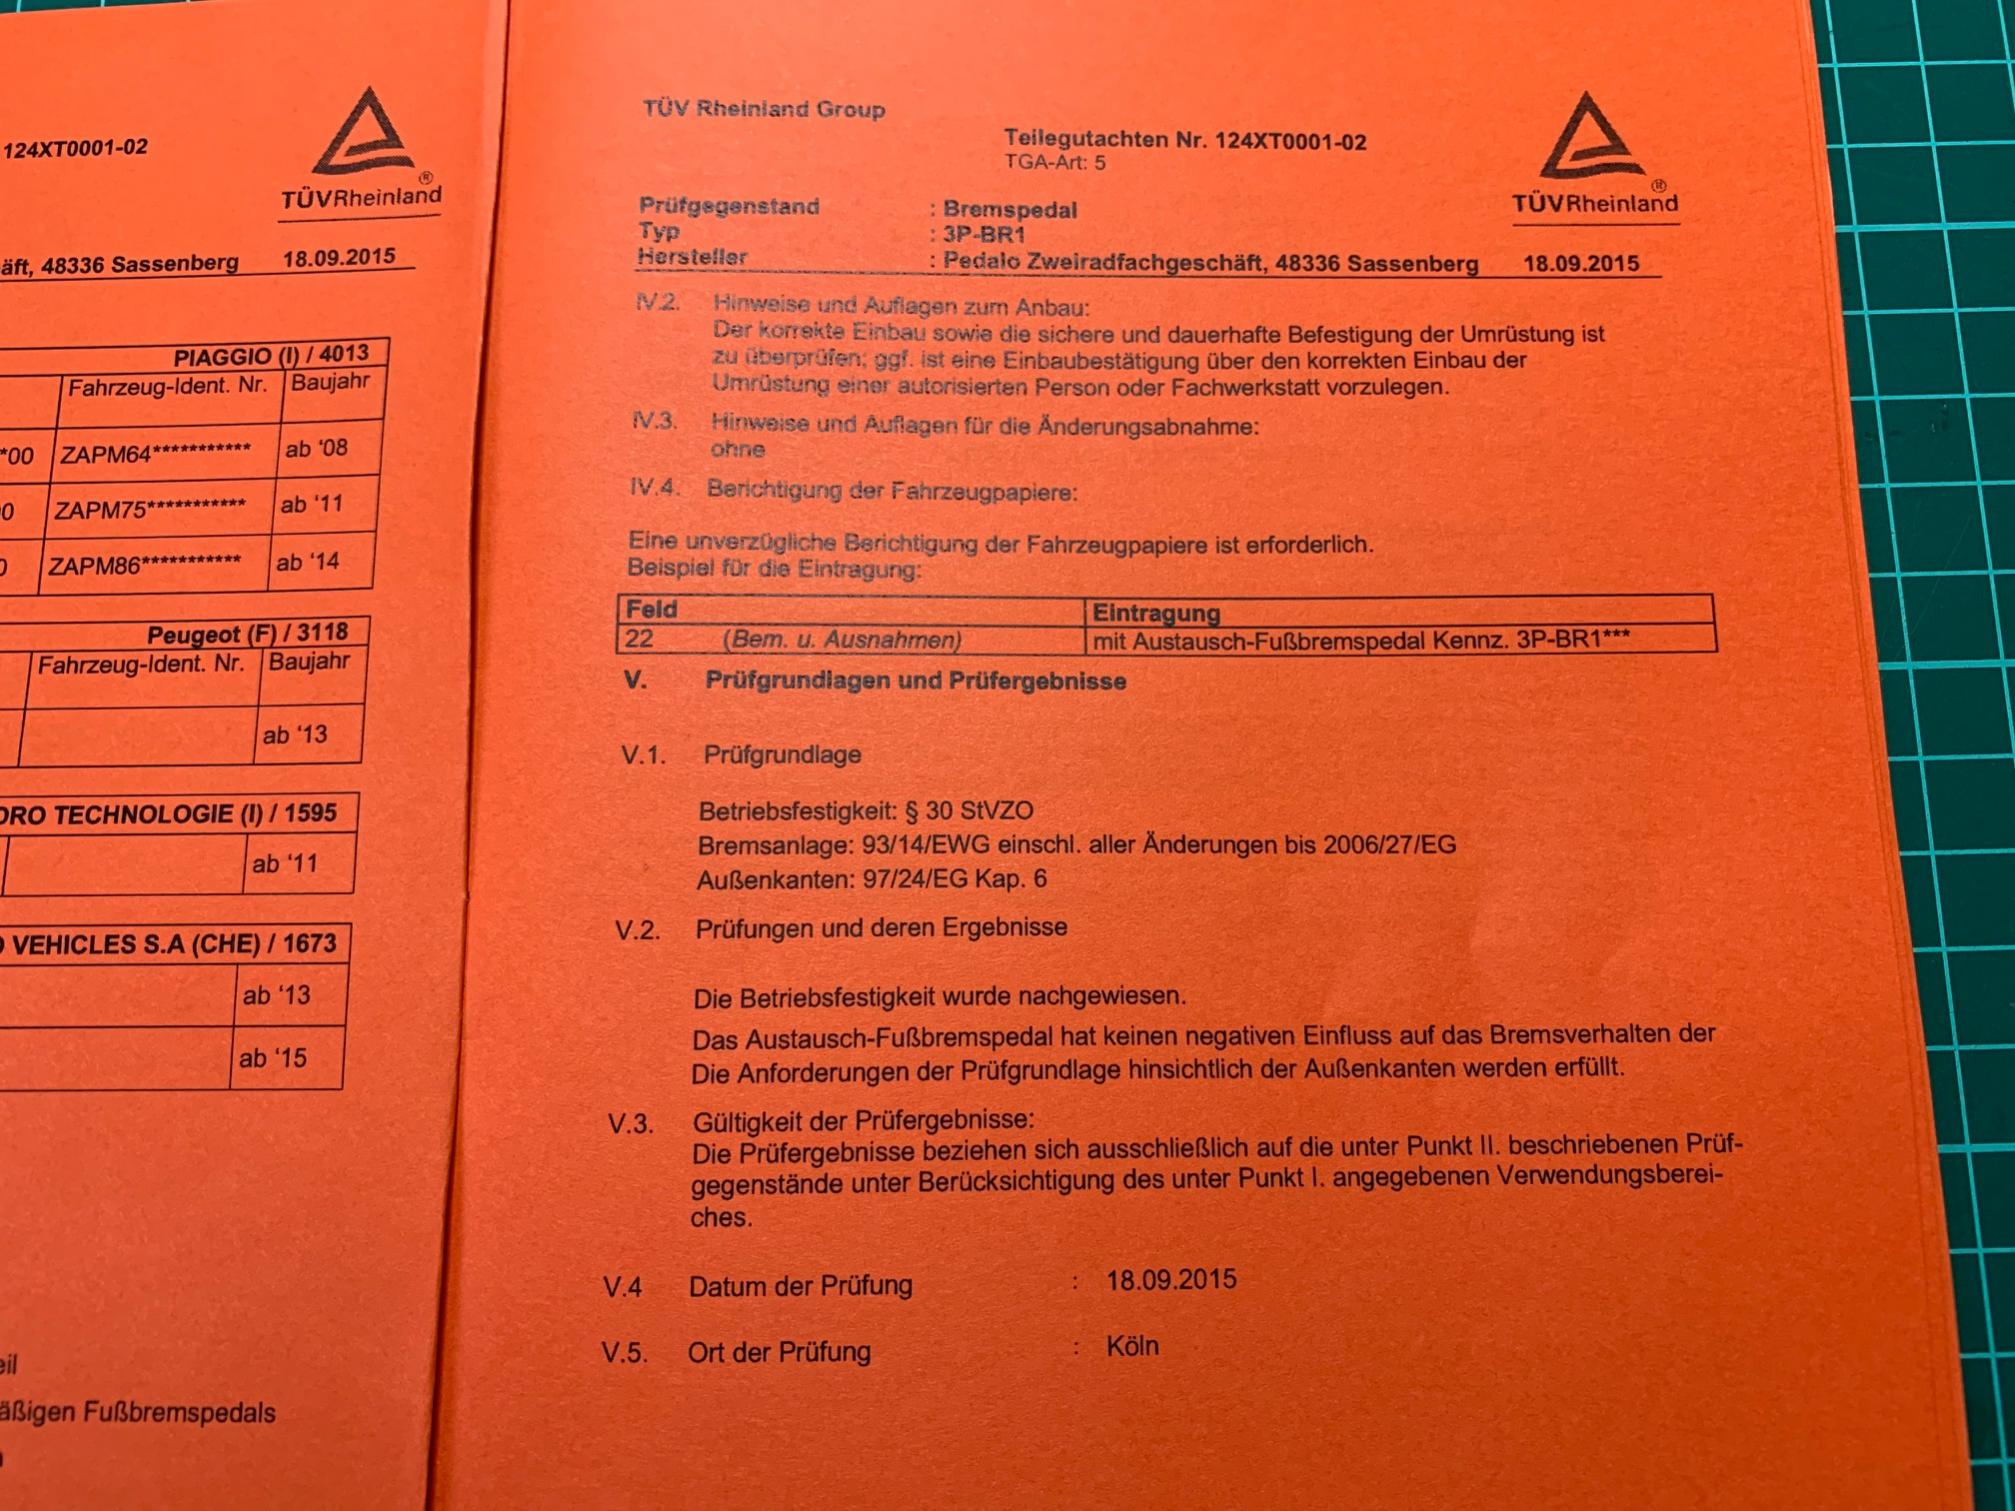 124XT0001-02
®
TÜVRheinland
äft, 48336 Sassenberg 18.09.2015
PIAGGIO (I) / 4013
Fahrzeug-Ident. Nr. Baujahr
*00 ZAPM64*********** ab '08
0 ZAPM75*********** ab '11
0 ZAPM86*********** ab '14
Peugeot (F) / 3118
Fahrzeug-Ident. Nr. Baujahr
ab '13
ORO TECHNOLOGIE (I) / 1595
ab '11
VEHICLES S.A (CHE) / 1673
ab '13
ab '15
eil
äßigen Fußbremspedals
TÜV Rheinland Group
Teilegutachten Nr. 124XT0001-02
TGA-Art: 5
®
TÜVRheinland
Prüfgegenstand : Bremspedal
Typ : 3P-BR1
Hersteller : Pedalo Zweiradfachgeschäft, 48336 Sassenberg 18.09.2015
IV.2. Hinweise und Auflagen zum Anbau:
Der korrekte Einbau sowie die sichere und dauerhafte Befestigung der Umrüstung ist
zu überprüfen; ggf. ist eine Einbaubestätigung über den korrekten Einbau der
Umrüstung einer autorisierten Person oder Fachwerkstatt vorzulegen.
IV.3. Hinweise und Auflagen für die Änderungsabnahme:
ohne
IV.4. Berichtigung der Fahrzeugpapiere:
Eine unverzügliche Berichtigung der Fahrzeugpapiere ist erforderlich.
Beispiel für die Eintragung:
Feld Eintragung
22 (Bem. u. Ausnahmen) mit Austausch-Fußbremspedal Kennz. 3P-BR1***
V. Prüfgrundlagen und Prüfergebnisse
V.1. Prüfgrundlage
Betriebsfestigkeit: § 30 StVZO
Bremsanlage: 93/14/EWG einschl. aller Änderungen bis 2006/27/EG
Außenkanten: 97/24/EG Kap. 6
V.2. Prüfungen und deren Ergebnisse
Die Betriebsfestigkeit wurde nachgewiesen.
Das Austausch-Fußbremspedal hat keinen negativen Einfluss auf das Bremsverhalten der
Die Anforderungen der Prüfgrundlage hinsichtlich der Außenkanten werden erfüllt.
V.3. Gültigkeit der Prüfergebnisse:
Die Prüfergebnisse beziehen sich ausschließlich auf die unter Punkt II. beschriebenen Prüf-
gegenstände unter Berücksichtigung des unter Punkt I. angegebenen Verwendungsberei-
ches.
V.4 Datum der Prüfung : 18.09.2015
V.5. Ort der Prüfung : Köln